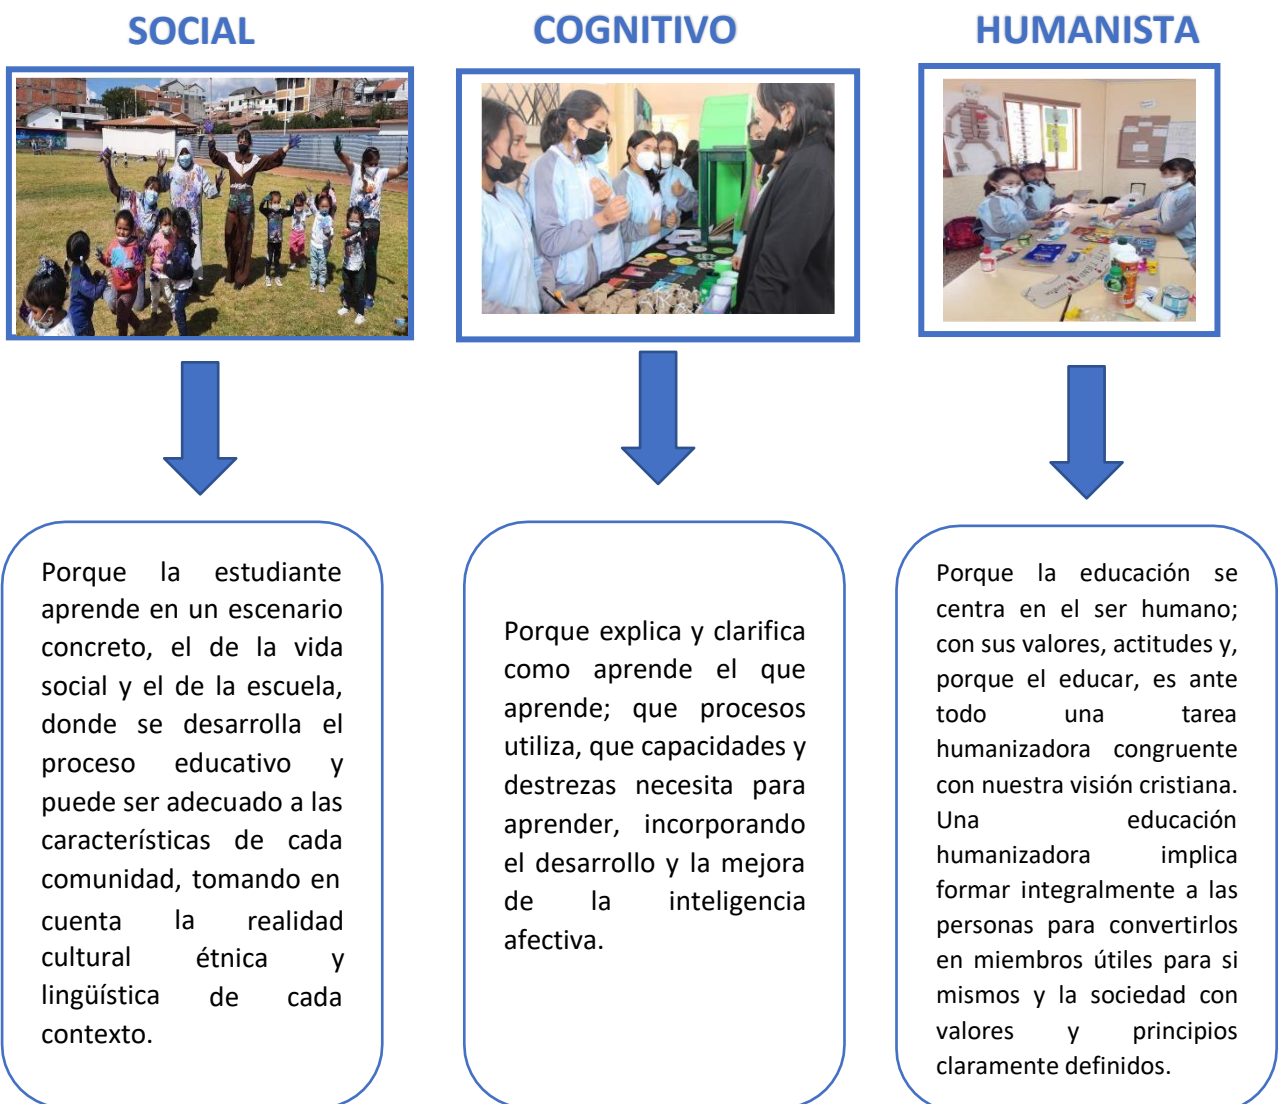 SOCIAL
COGNITIVO
HUMANISTA
Porque la estudiante
aprende en un escenario
concreto, el de la vida
social y el de la escuela,
donde se desarrolla el
proceso educativo y
puede ser adecuado a las
características de cada
comunidad, tomando en
cuenta la realidad
cultural étnica y
lingüística de cada
contexto.
Porque explica y clarifica
como aprende el que
aprende; que procesos
utiliza, que capacidades y
destrezas necesita para
aprender, incorporando
el desarrollo y la mejora
de la inteligencia
afectiva.
Porque la educación se
centra en el ser humano;
con sus valores, actitudes y,
porque el educar, es ante
todo una tarea
humanizadora congruente
con nuestra visión cristiana.
Una educación
humanizadora implica
formar integralmente a las
personas para convertirlos
en miembros útiles para si
mismos y la sociedad con
valores y principios
claramente definidos.